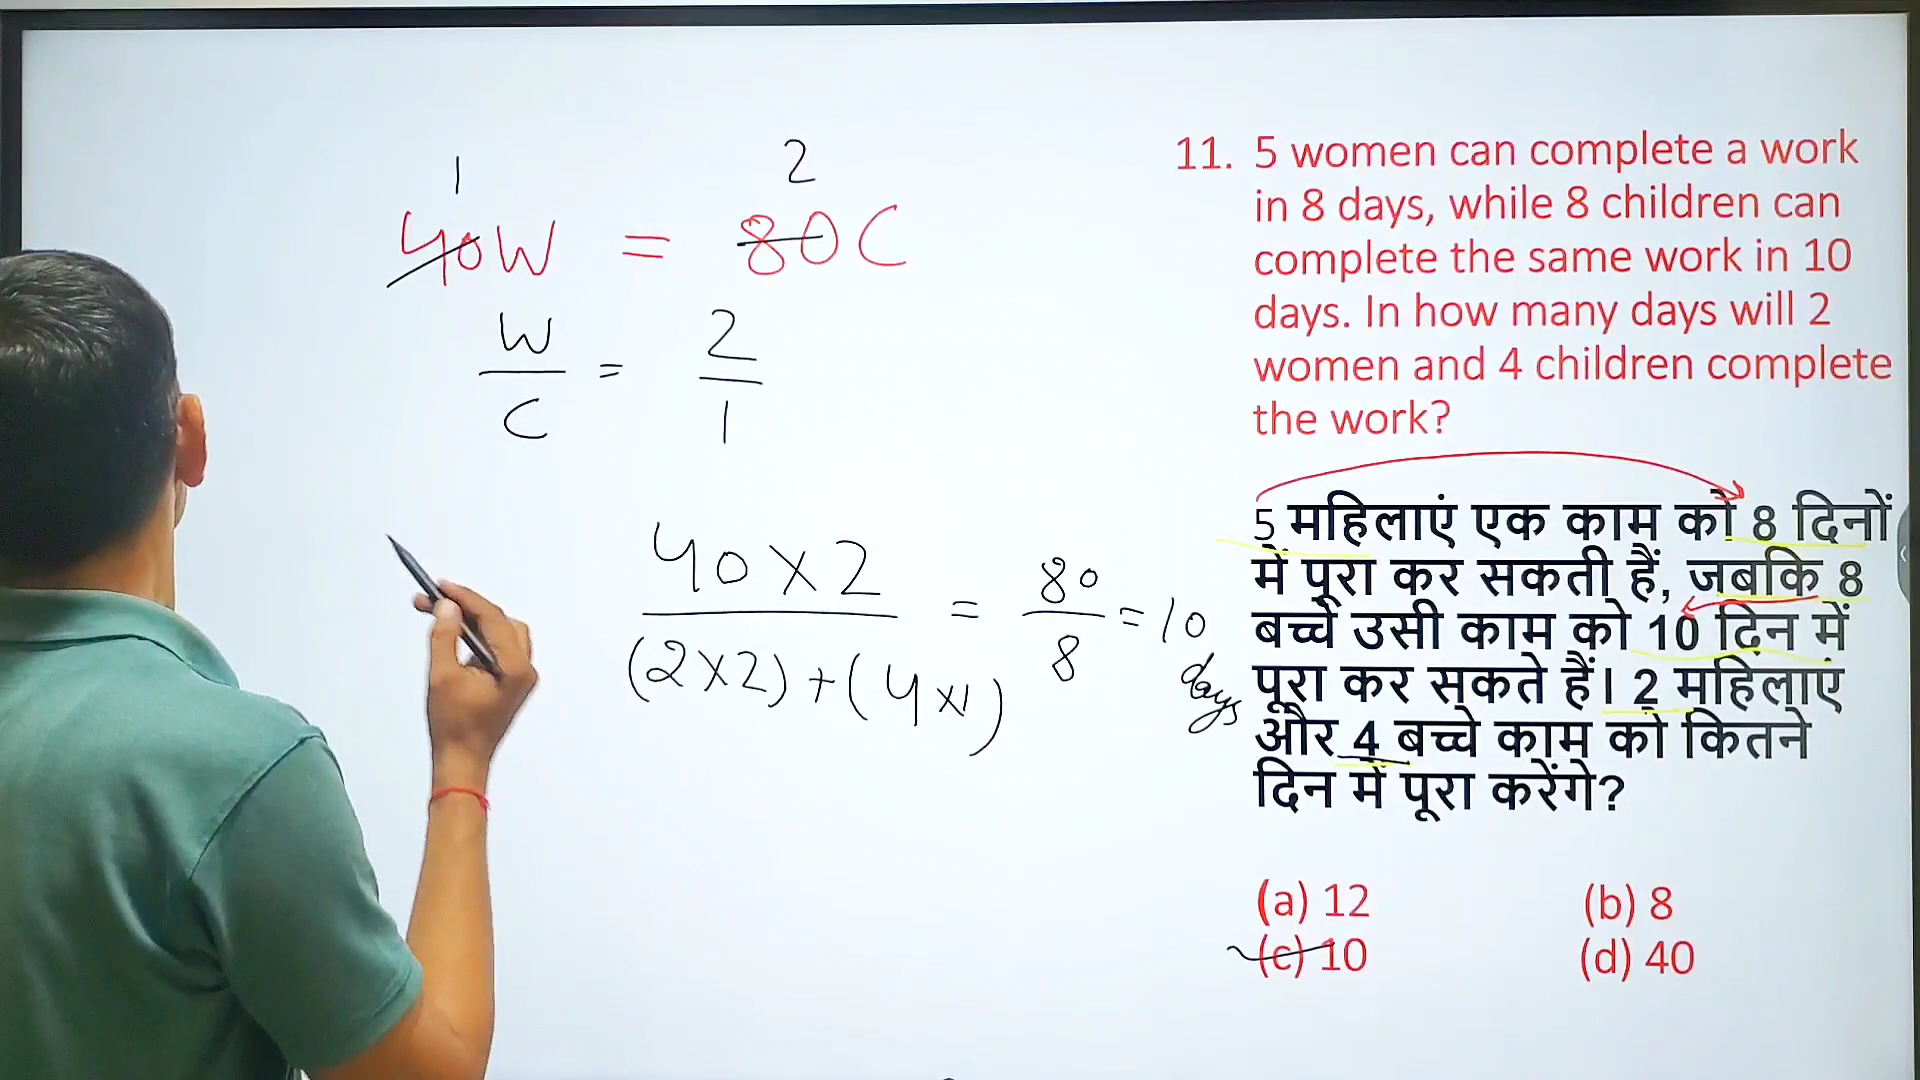 1 2
40W = 80C
W/C = 2/1
40 × 2
(2×2) + (4×1)
= 80/8 = 10 days
11. 5 women can complete a work
in 8 days, while 8 children can
complete the same work in 10
days. In how many days will 2
women and 4 children complete
the work?
5 महिलाएं एक काम को 8 दिनों
में पूरा कर सकती हैं, जबकि 8
बच्चे उसी काम को 10 दिन में
पूरा कर सकते हैं। 2 महिलाएं
और 4 बच्चे काम को कितने
दिन में पूरा करेंगे?
(a) 12 (b) 8
(c) 10 (d) 40